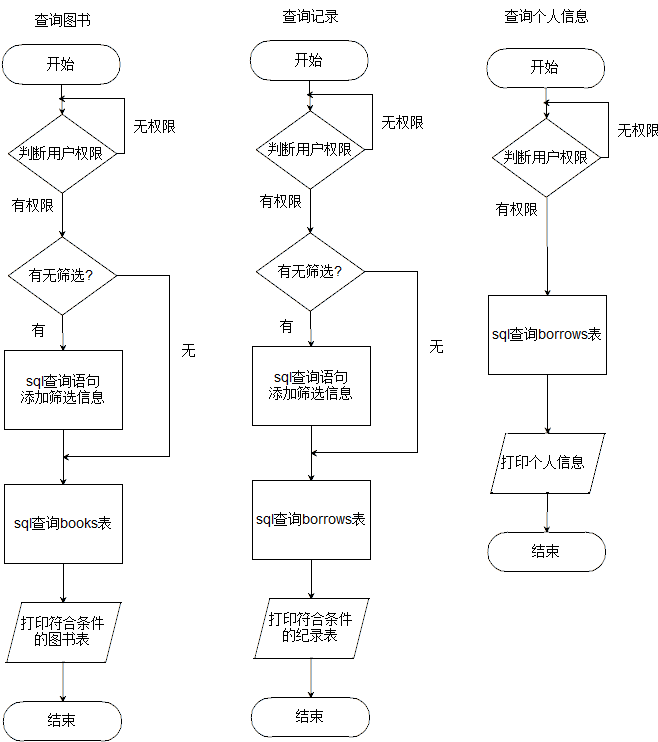 查询图书
开始
判断用户权限
无权限
有权限
有无筛选?
有
无
sql查询语句
添加筛选信息
sql查询books表
打印符合条件
的图书表
结束
查询记录
开始
判断用户权限
无权限
有权限
有无筛选?
有
无
sql查询语句
添加筛选信息
sql查询borrows表
打印符合条件
的纪录表
结束
查询个人信息
开始
判断用户权限
无权限
有权限
sql查询borrows表
打印个人信息
结束